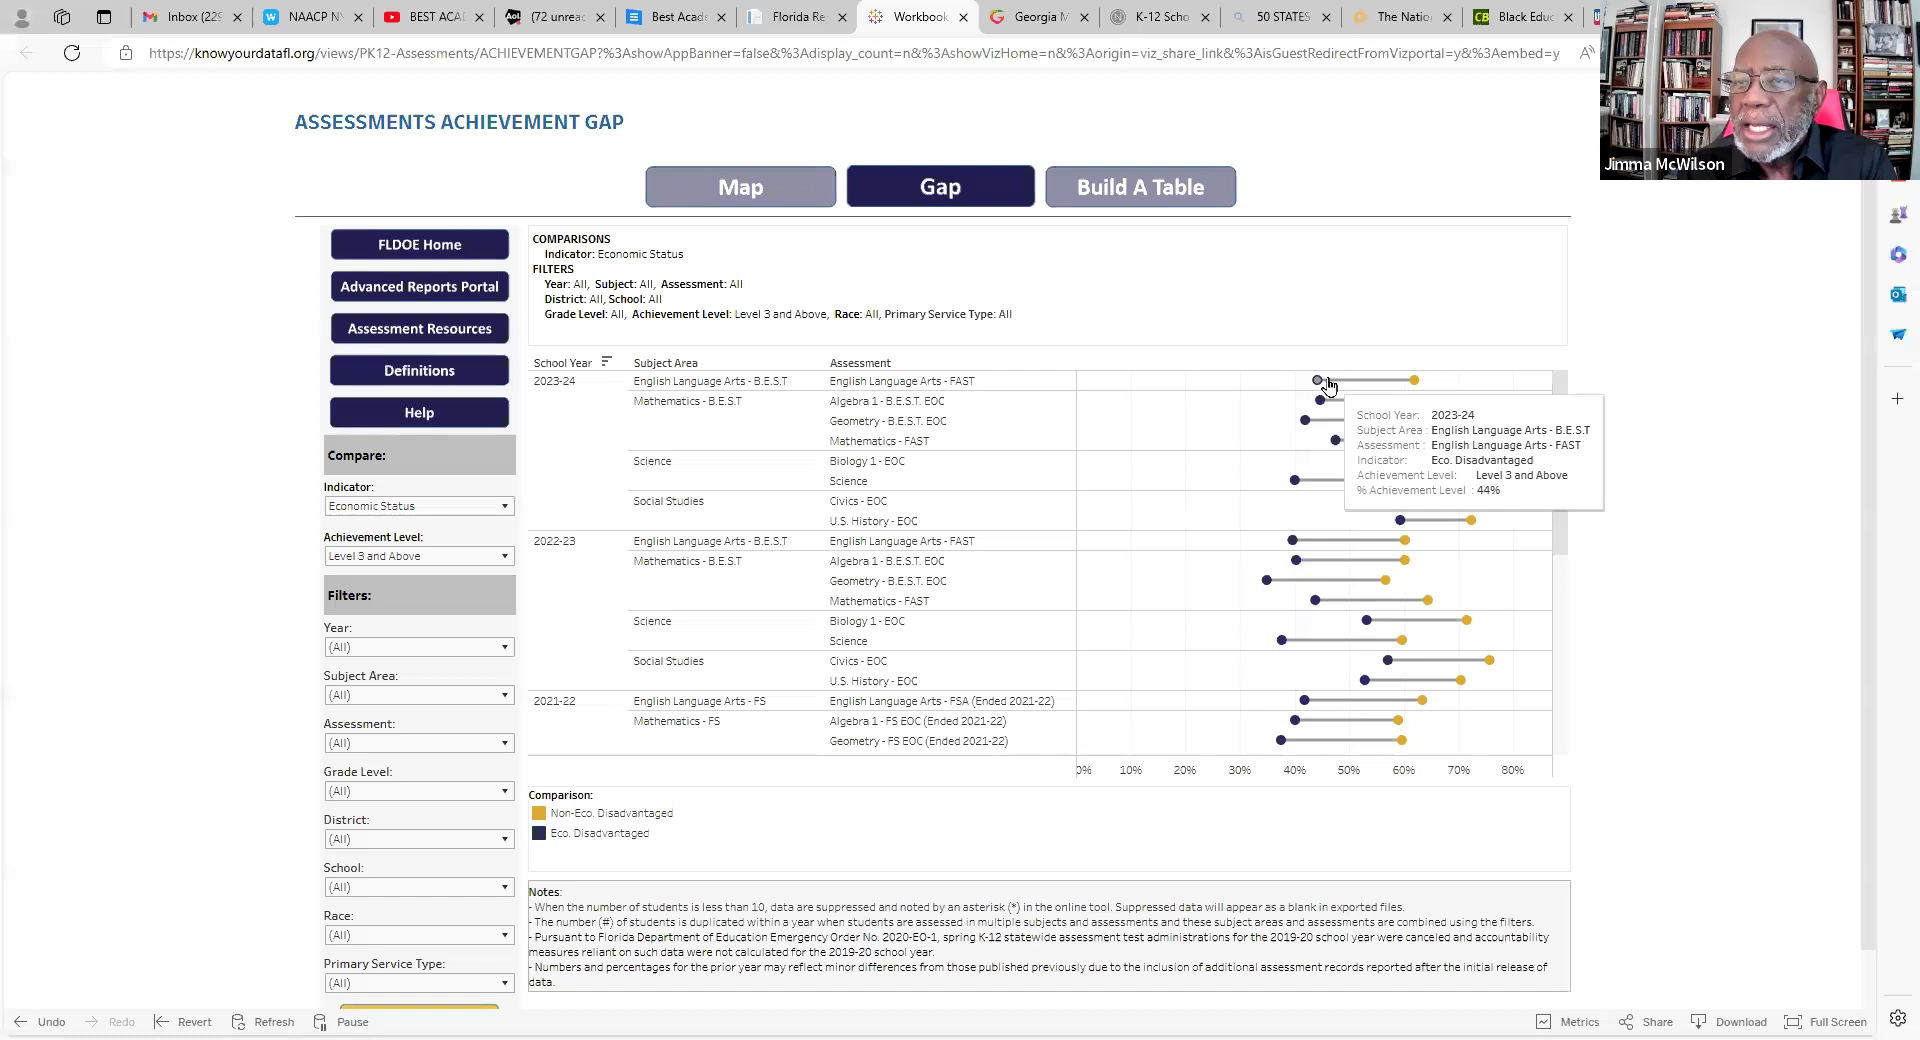 Inbox (229
NAACP N
BEST ACA
(72 unrea
Best Acad
Florida Re
Workbook
Georgia M
K-12 Scho
50 STATES
The Natio
Black Educ
https://knowyourdatafl.org/views/PK12-Assessments/ACHIEVEMENTGAP?%3AshowAppBanner=false&%3Adisplay_count=n&%3AshowVizHome=n&%3Aorigin=viz_share_link&%3AisGuestRedirectFromVizportal=y&%3Aembed=y
Jimma McWilson
ASSESSMENTS ACHIEVEMENT GAP
Map
Gap
Build A Table
FLDOE Home
Advanced Reports Portal
Assessment Resources
Definitions
Help
Compare:
Indicator:
Economic Status
Achievement Level:
Level 3 and Above
Filters:
Year:
(All)
Subject Area:
(All)
Assessment:
(All)
Grade Level:
(All)
District:
(All)
School:
(All)
Race:
(All)
Primary Service Type:
(All)
COMPARISONS
Indicator: Economic Status
FILTERS
Year: All, Subject: All, Assessment: All
District: All, School: All
Grade Level: All, Achievement Level: Level 3 and Above, Race: All, Primary Service Type: All
School Year Subject Area Assessment
2023-24 English Language Arts - B.E.S.T English Language Arts - FAST
Mathematics - B.E.S.T Algebra 1 - B.E.S.T. EOC
Geometry - B.E.S.T. EOC
Mathematics - FAST
Science Biology 1 - EOC
Science
Social Studies Civics - EOC
U.S. History - EOC
2022-23 English Language Arts - B.E.S.T English Language Arts - FAST
Mathematics - B.E.S.T Algebra 1 - B.E.S.T. EOC
Geometry - B.E.S.T. EOC
Mathematics - FAST
Science Biology 1 - EOC
Science
Social Studies Civics - EOC
U.S. History - EOC
2021-22 English Language Arts - FS English Language Arts - FSA (Ended 2021-22)
Mathematics - FS Algebra 1 - FS EOC (Ended 2021-22)
Geometry - FS EOC (Ended 2021-22)
0% 10% 20% 30% 40% 50% 60% 70% 80%
School Year: 2023-24
Subject Area : English Language Arts - B.E.S.T
Assessment : English Language Arts - FAST
Indicator: Eco. Disadvantaged
Achievement Level: Level 3 and Above
% Achievement Level : 44%
Comparison:
Non-Eco. Disadvantaged
Eco. Disadvantaged
Notes:
- When the number of students is less than 10, data are suppressed and noted by an asterisk (*) in the online tool. Suppressed data will appear as a blank in exported files.
- The number (#) of students is duplicated within a year when students are assessed in multiple subjects and assessments and these subject areas and assessments are combined using the filters.
- Pursuant to Florida Department of Education Emergency Order No. 2020-EO-1, spring K-12 statewide assessment test administrations for the 2019-20 school year were canceled and accountability
measures reliant on such data were not calculated for the 2019-20 school year.
- Numbers and percentages for the prior year may reflect minor differences from those published previously due to the inclusion of additional assessment records reported after the initial release of
data.
Undo
Redo
Revert
Refresh
Pause
Metrics
Share
Download
Full Screen